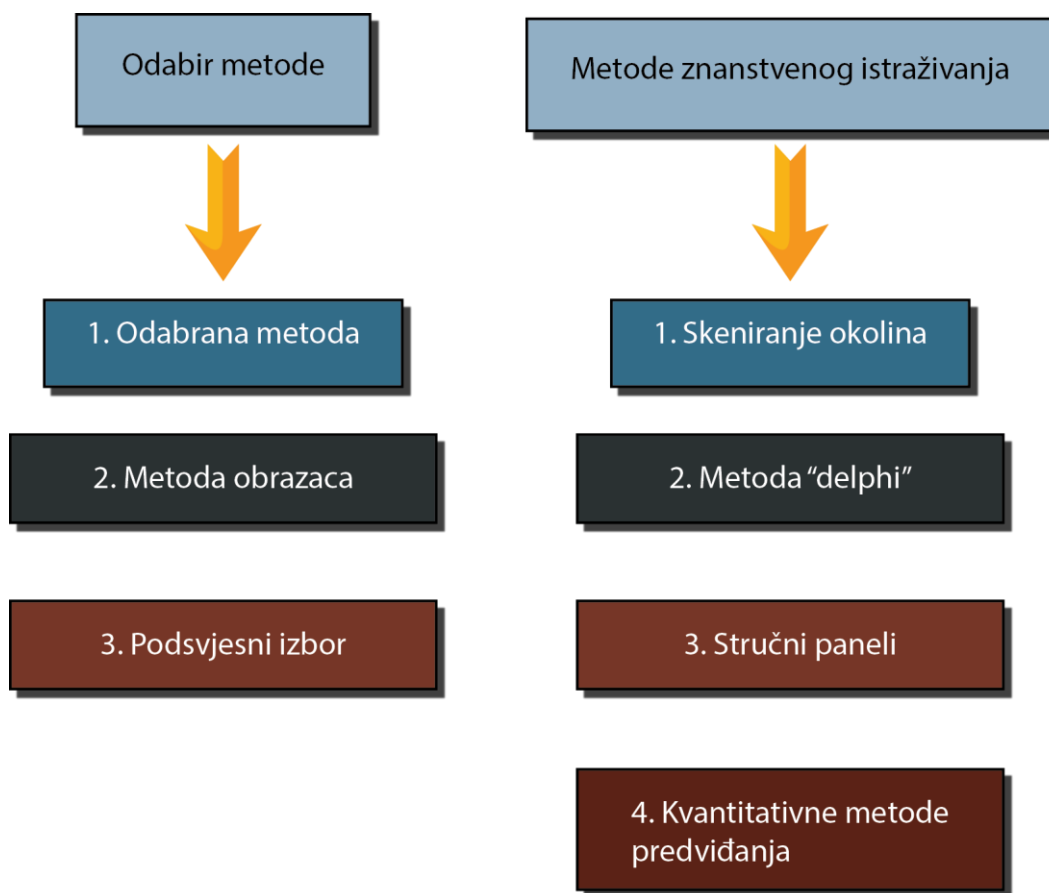 Odabir metode
1. Odabrana metoda
2. Metoda obrazaca
3. Podsvjesni izbor
Metode znanstvenog istraživanja
1. Skeniranje okolina
2. Metoda “delphi”
3. Stručni paneli
4. Kvantitativne metode
predviđanja